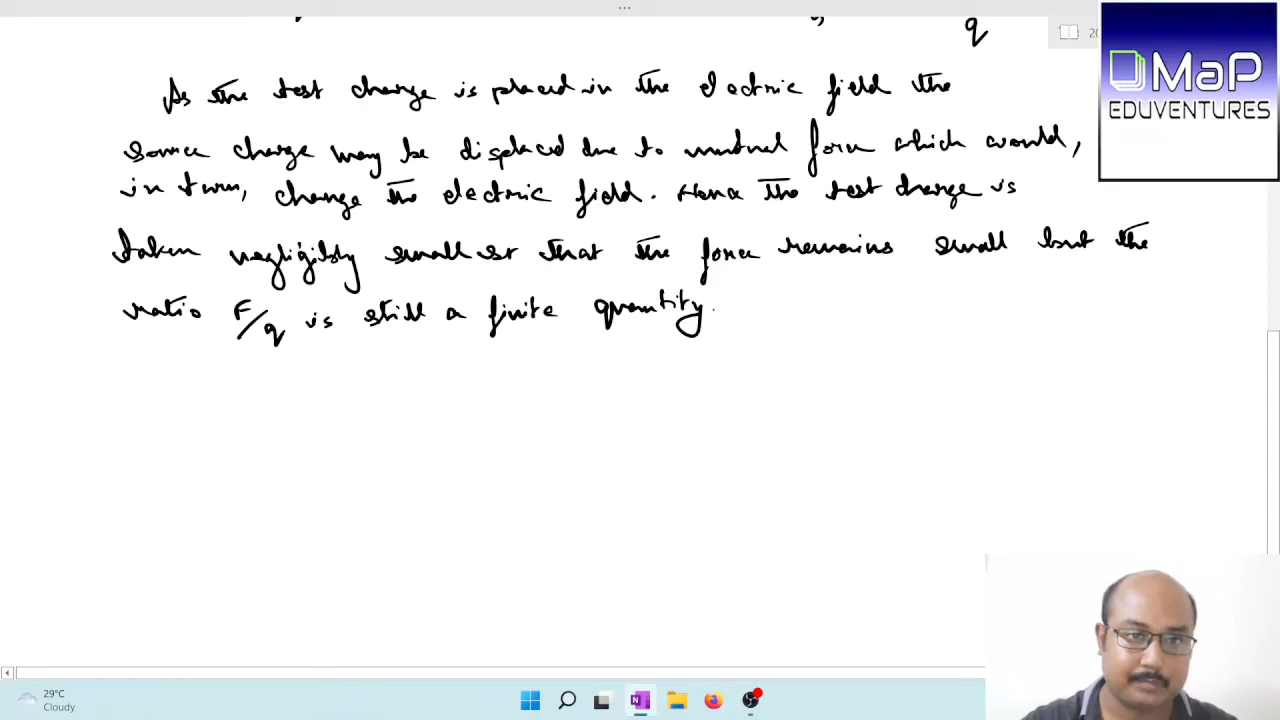 q
20
MaP
EDUVENTURES
As the test charge is placed in the electric field the
source charge may be displaced due to mutual force which would,
in turn, change the electric field. Hence the test charge is
taken negligibly small so that the force remains small but the
ratio F/q is still a finite quantity.
29°C
Cloudy